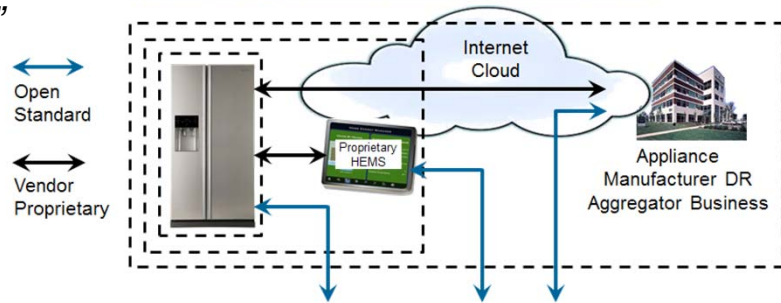 ”
Open
Standard
Vendor
Proprietary
Internet
Cloud
Proprietary
HEMS
Appliance
Manufacturer DR
Aggregator Business